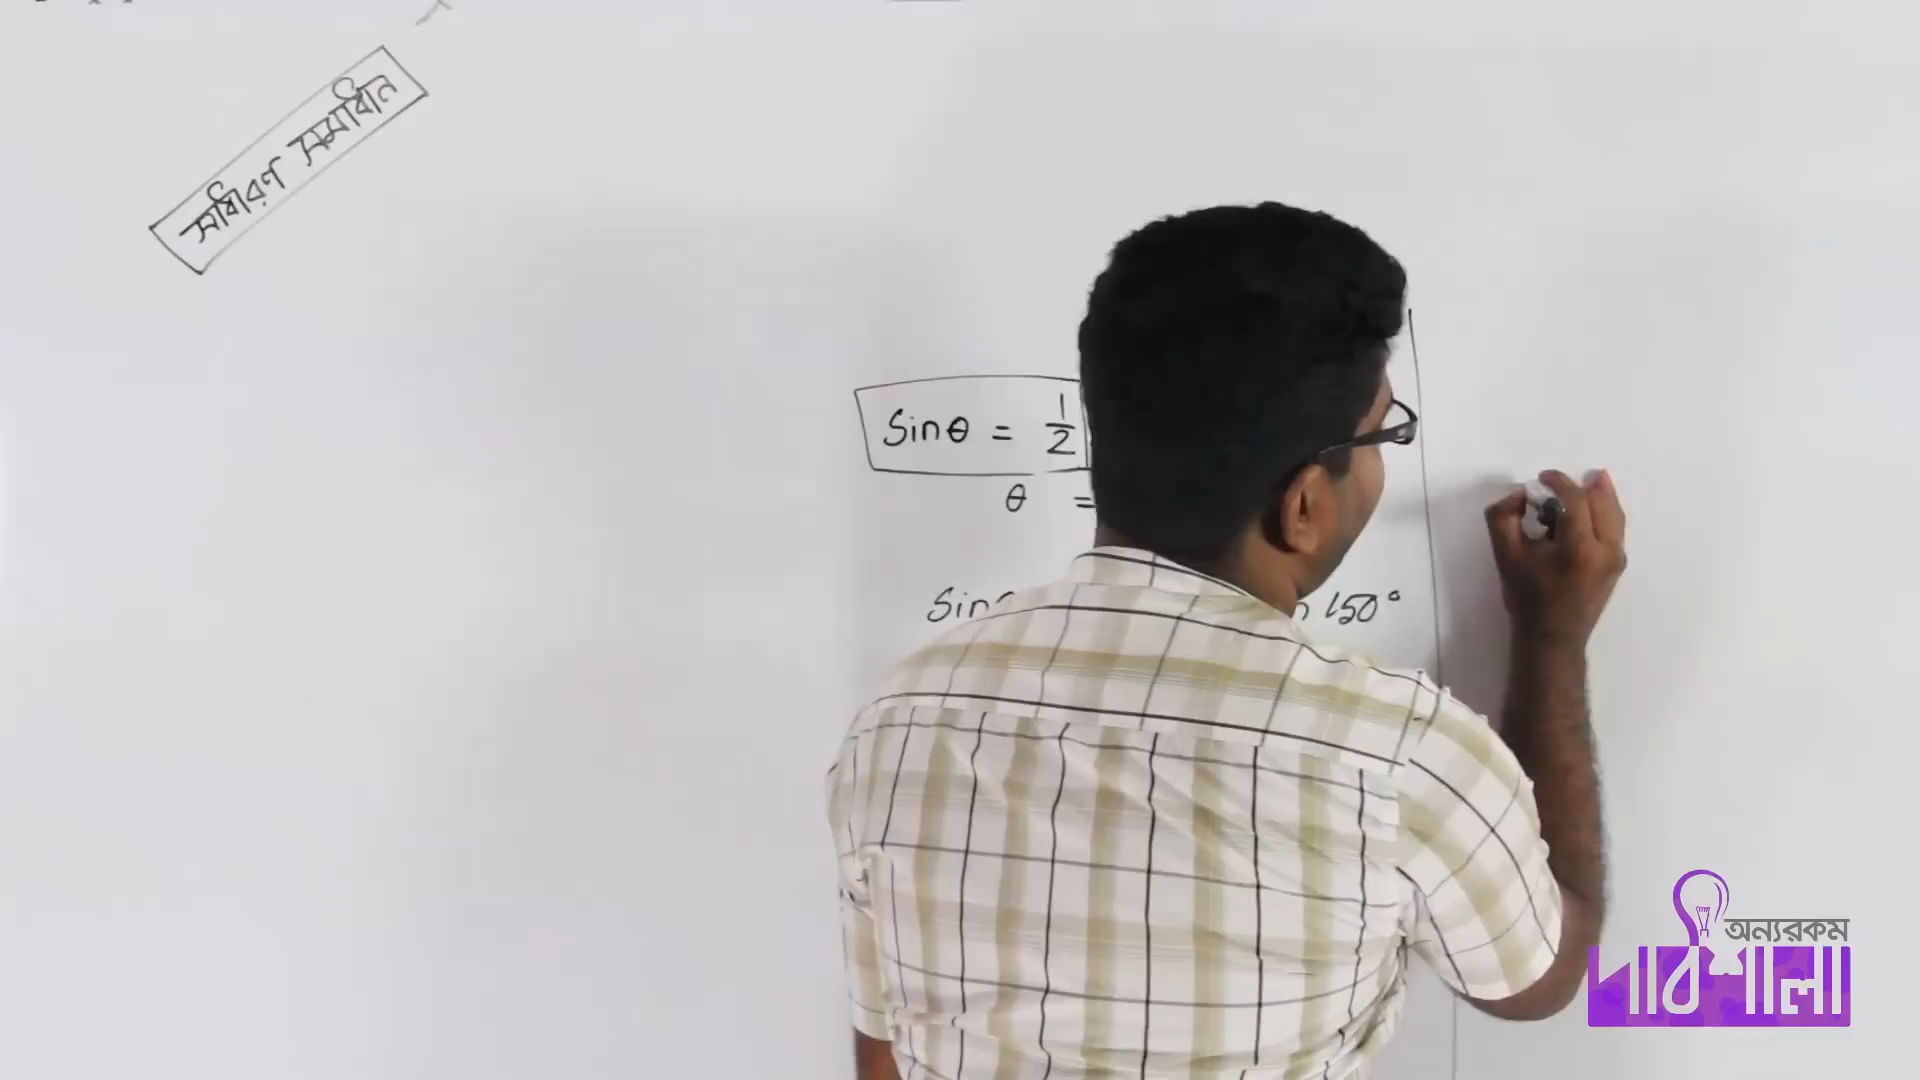 সাধারণ সমাধান
Sinθ = 1/2
θ =
Sin
n 150°
অন্যরকম
পাঠশালা